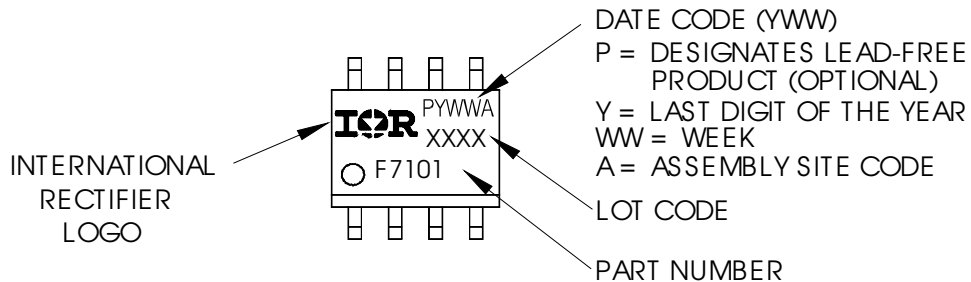 DATE CODE (YWW)
P = DESIGNATES LEAD-FREE
PRODUCT (OPTIONAL)
Y = LAST DIGIT OF THE YEAR
WW = WEEK
A = ASSEMBLY SITE CODE
LOT CODE
PART NUMBER
INTERNATIONAL
RECTIFIER
LOGO
IOR
PYWWA
XXXX
F7101